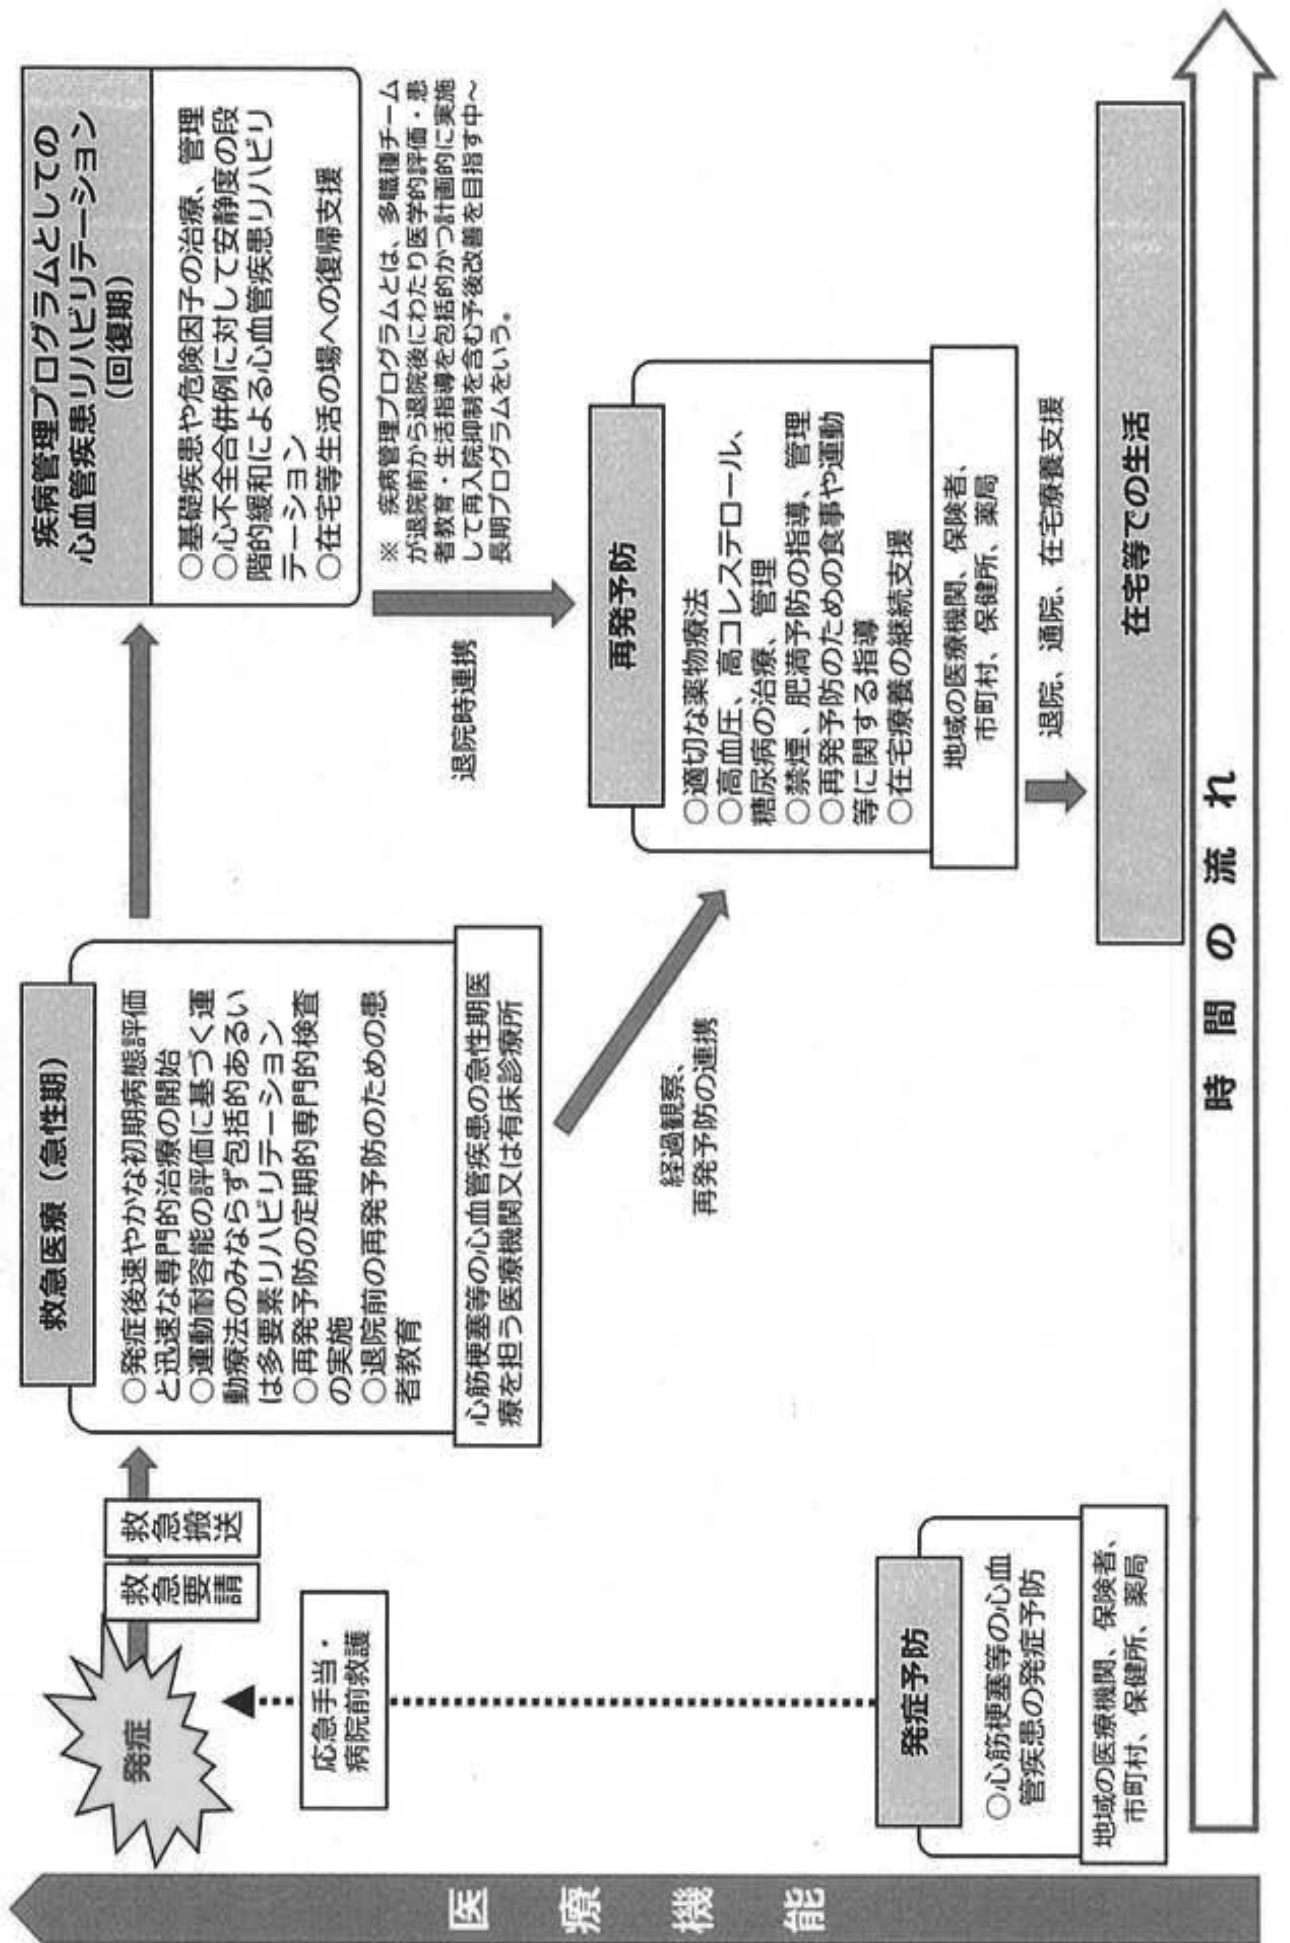 疾病管理プログラムとしての
心血管疾患リハビリテーション
(回復期)
○基礎疾患や危険因子の治療、管理
○心不全合併例に対して安静度の段
階的緩和による心血管疾患リハビリ
テーション
○在宅等生活の場への復帰支援
※ 疾病管理プログラムとは、多職種チーム
が退院前から退院後にわたり医学的評価・患
者教育・生活指導を包括的かつ計画的に実施
して再入院抑制を含む予後改善を目指す中~
長期プログラムをいう。
救急医療(急性期)
○発症後速やかな初期病態評価
と迅速な専門的治療の開始
○運動耐容能の評価に基づく運
動療法のみならず包括的あるい
は多要素リハビリテーション
○再発予防の定期的専門的検査
の実施
○退院前の再発予防のための患
者教育
心筋梗塞等の心血管疾患の急性期医
療を担う医療機関又は有床診療所
発症
救急要請
救急搬送
応急手当・
病院前救護
退院時連携
経過観察、
再発予防の連携
再発予防
○適切な薬物療法
○高血圧、高コレステロール、
糖尿病の治療、管理
○禁煙、肥満予防の指導、管理
○再発予防のための食事や運動
等に関する指導
○在宅療養の継続支援
地域の医療機関、保険者、
市町村、保健所、薬局
退院、通院、在宅療養支援
在宅等での生活
発症予防
○心筋梗塞等の心血
管疾患の発症予防
地域の医療機関、保険者、
市町村、保健所、薬局
医療機能
時間の流れ